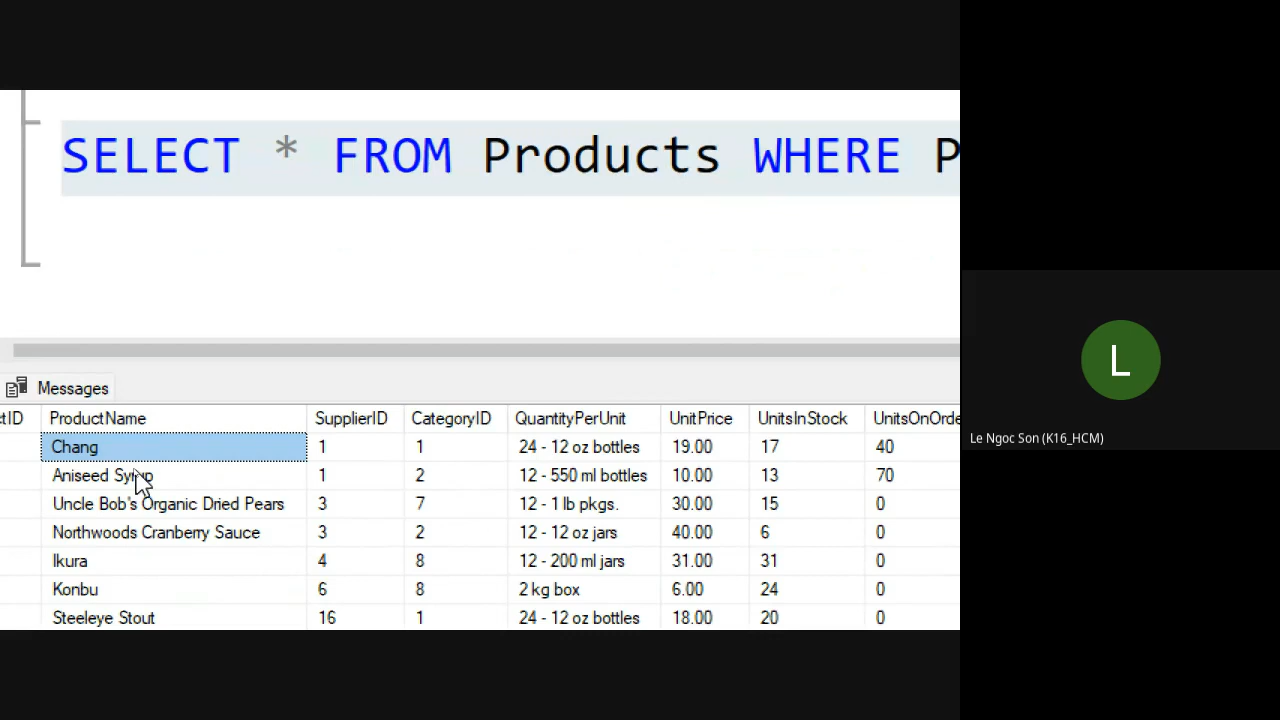 SELECT * FROM Products WHERE P
Messages
ProductName SupplierID CategoryID QuantityPerUnit UnitPrice UnitsInStock
Chang 1 1 24 - 12 oz bottles 19.00 17 40
Aniseed Syrup 1 2 12 - 550 ml bottles 10.00 13 70
Uncle Bob's Organic Dried Pears 3 7 12 - 1 lb pkgs. 30.00 15 0
Northwoods Cranberry Sauce 3 2 12 - 12 oz jars 40.00 6 0
Ikura 4 8 12 - 200 ml jars 31.00 31 0
Konbu 6 8 2 kg box 6.00 24 0
Steeleye Stout 16 1 24 - 12 oz bottles 18.00 20 0
L
Le Ngoc Son (K16_HCM)